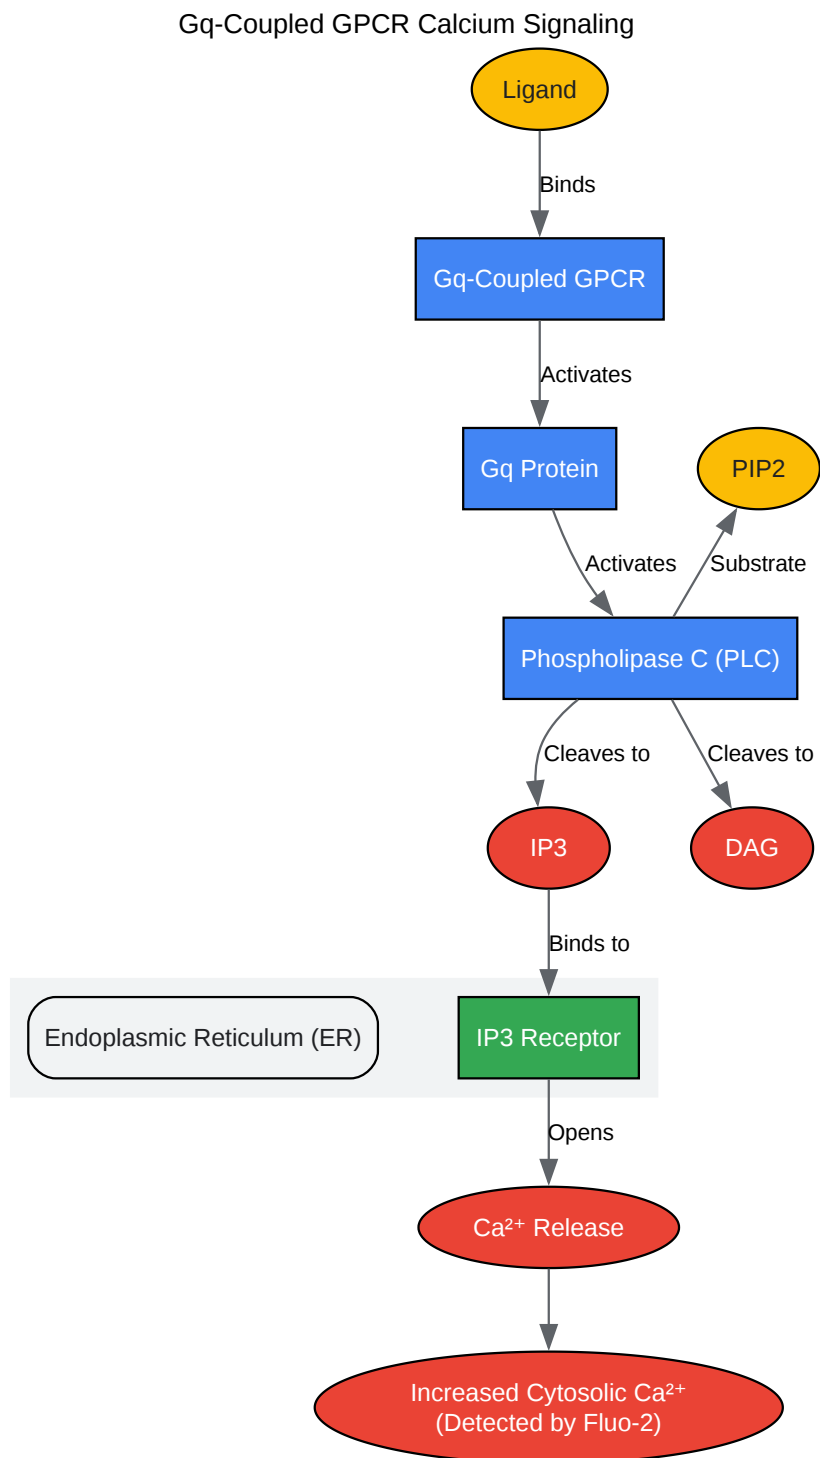 Gq-Coupled GPCR Calcium Signaling
Ligand
Binds
Gq-Coupled GPCR
Activates
Gq Protein
PIP2
Activates
Substrate
Phospholipase C (PLC)
Cleaves to
Cleaves to
IP3
DAG
Binds to
Endoplasmic Reticulum (ER)
IP3 Receptor
Opens
Ca²⁺ Release
Increased Cytosolic Ca²⁺
(Detected by Fluo-2)